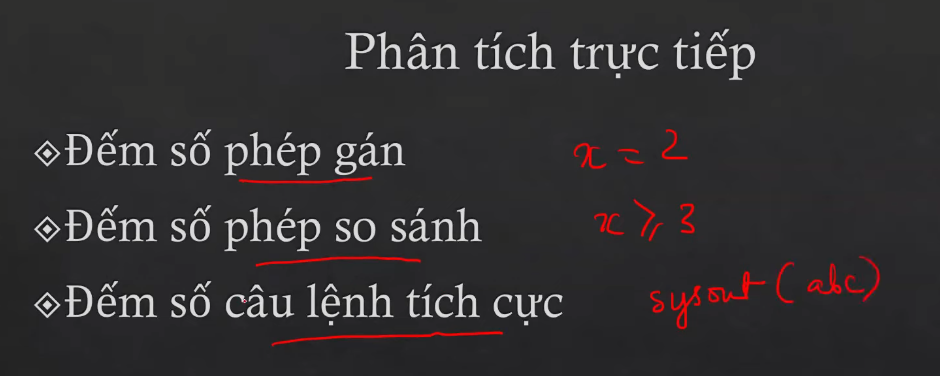 Phân tích trực tiếp
Đếm số phép gán x = 2
Đếm số phép so sánh x ⩾ 3
Đếm số câu lệnh tích cực sysout (abc)